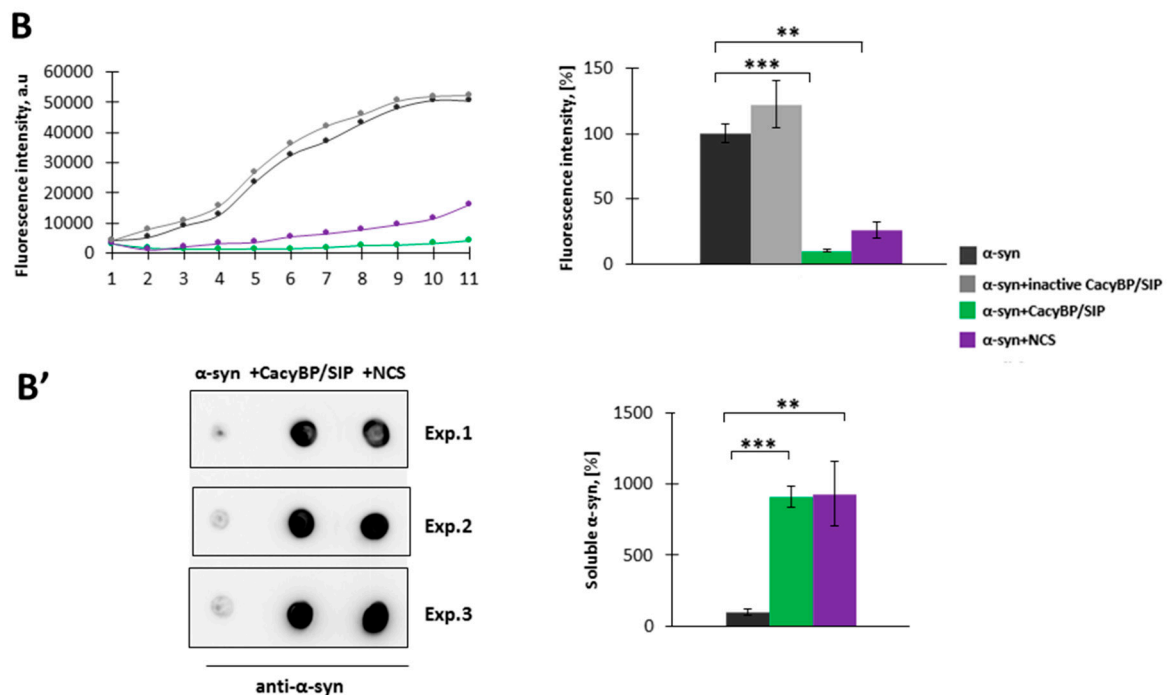 B
Fluorescence intensity, a.u
60000
50000
40000
30000
20000
10000
0
1 2 3 4 5 6 7 8 9 10 11
Fluorescence intensity, [%]
150
100
50
0
**
***
α-syn
α-syn+inactive CacyBP/SIP
α-syn+CacyBP/SIP
α-syn+NCS
B’
α-syn +CacyBP/SIP +NCS
Exp.1
Exp.2
Exp.3
anti-α-syn
Soluble α-syn, [%]
1500
1000
500
0
**
***